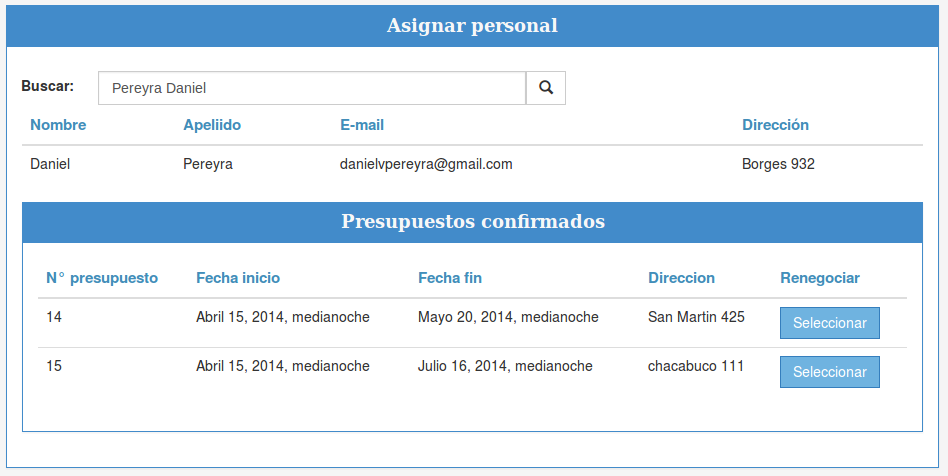 Asignar personal
Buscar: Pereyra Daniel
Nombre Apeliido E-mail Dirección
Daniel Pereyra danielvpereyra@gmail.com Borges 932
Presupuestos confirmados
N° presupuesto Fecha inicio Fecha fin Direccion Renegociar
14 Abril 15, 2014, medianoche Mayo 20, 2014, medianoche San Martin 425 Seleccionar
15 Abril 15, 2014, medianoche Julio 16, 2014, medianoche chacabuco 111 Seleccionar